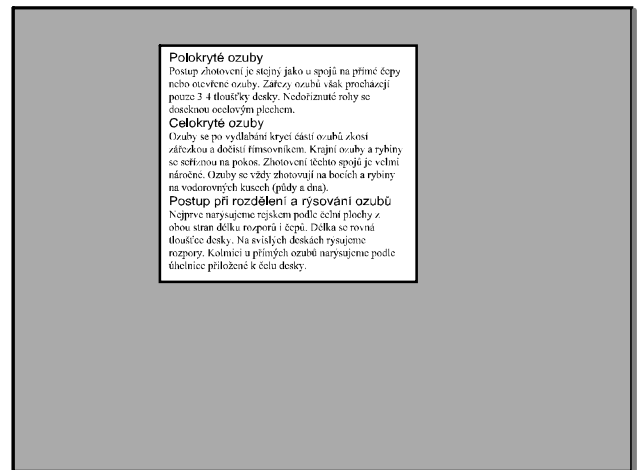 Polokryté ozuby
Postup zhotovení je stejný jako u spojů na přímé čepy
nebo otevřené ozuby. Zářezy ozubů však procházejí
pouze 3 4 tloušťky desky. Nedořiznuté rohy se
doseknou ocelovým plechem.
Celokryté ozuby
Ozuby se po vydlabání krycí částí ozubů zkosí
zářezkou a dočistí římsovníkem. Krajní ozuby a rybiny
se seříznou na pokos. Zhotovení těchto spojů je velmi
náročné. Ozuby se vždy zhotovují na bocích a rybiny
na vodorovných kusech (půdy a dna).
Postup při rozdělení a rýsování ozubů
Nejprve narýsujeme rejskem podle čelní plochy z
obou stran délku rozporů i čepů. Délka se rovná
tloušťce desky. Na svislých deskách rýsujeme
rozpory. Kolmici u přímých ozubů narýsujeme podle
úhelnice přiložené k čelu desky.